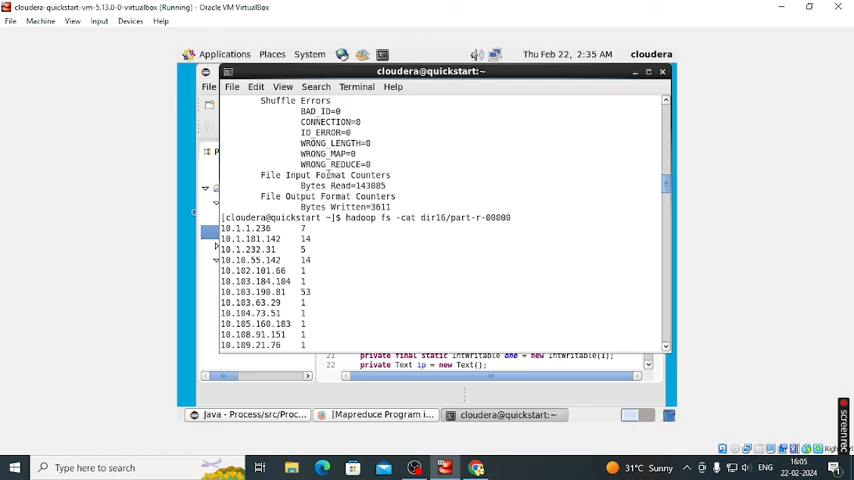 cloudera-quickstart-vm-5.13.0-0-virtualbox [Running] - Oracle VM VirtualBox
File Machine View Input Devices Help
Applications Places System Thu Feb 22, 2:35 AM cloudera
cloudera@quickstart:~
File File Edit View Search Terminal Help
Shuffle Errors
BAD_ID=0
CONNECTION=0
IO_ERROR=0
WRONG_LENGTH=0
WRONG_MAP=0
WRONG_REDUCE=0
File Input Format Counters
Bytes Read=143085
File Output Format Counters
Bytes Written=3611
[cloudera@quickstart ~]$ hadoop fs -cat dir16/part-r-00000
10.1.1.236 7
10.1.181.142 14
10.1.232.31 5
10.10.55.142 14
10.102.101.66 1
10.103.184.104 1
10.103.190.81 53
10.103.63.29 1
10.104.73.51 1
10.105.160.183 1
10.108.91.151 1
10.109.21.76 1
21 private final static IntWritable one = new IntWritable(1);
22 private Text ip = new Text();
Java - Process/src/Proc... [Mapreduce Program i... cloudera@quickstart:~
screenrec
Type here to search 31°C Sunny ENG 16:05
22-02-2024